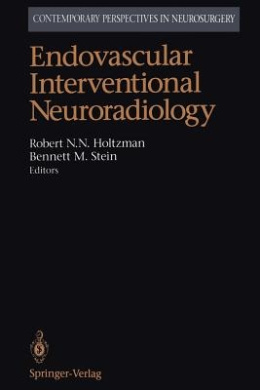 CONTEMPORARY PERSPECTIVES IN NEUROSURGERY
Endovascular
Interventional
Neuroradiology
Robert N.N. Holtzman
Bennett M. Stein
Editors
Springer-Verlag